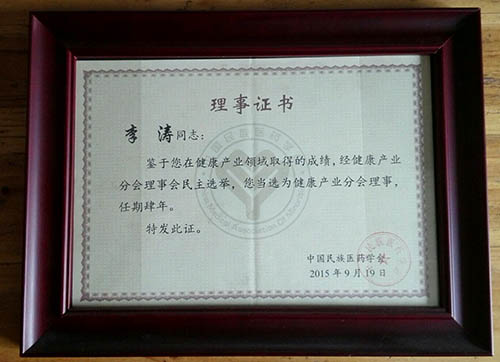 理事证书
李 涛同志：
鉴于您在健康产业领域取得的成绩，经健康产业
分会理事会民主选举，您当选为健康产业分会理事，
任期肆年。
特发此证。
中国民族医药学会
2015年9月19日